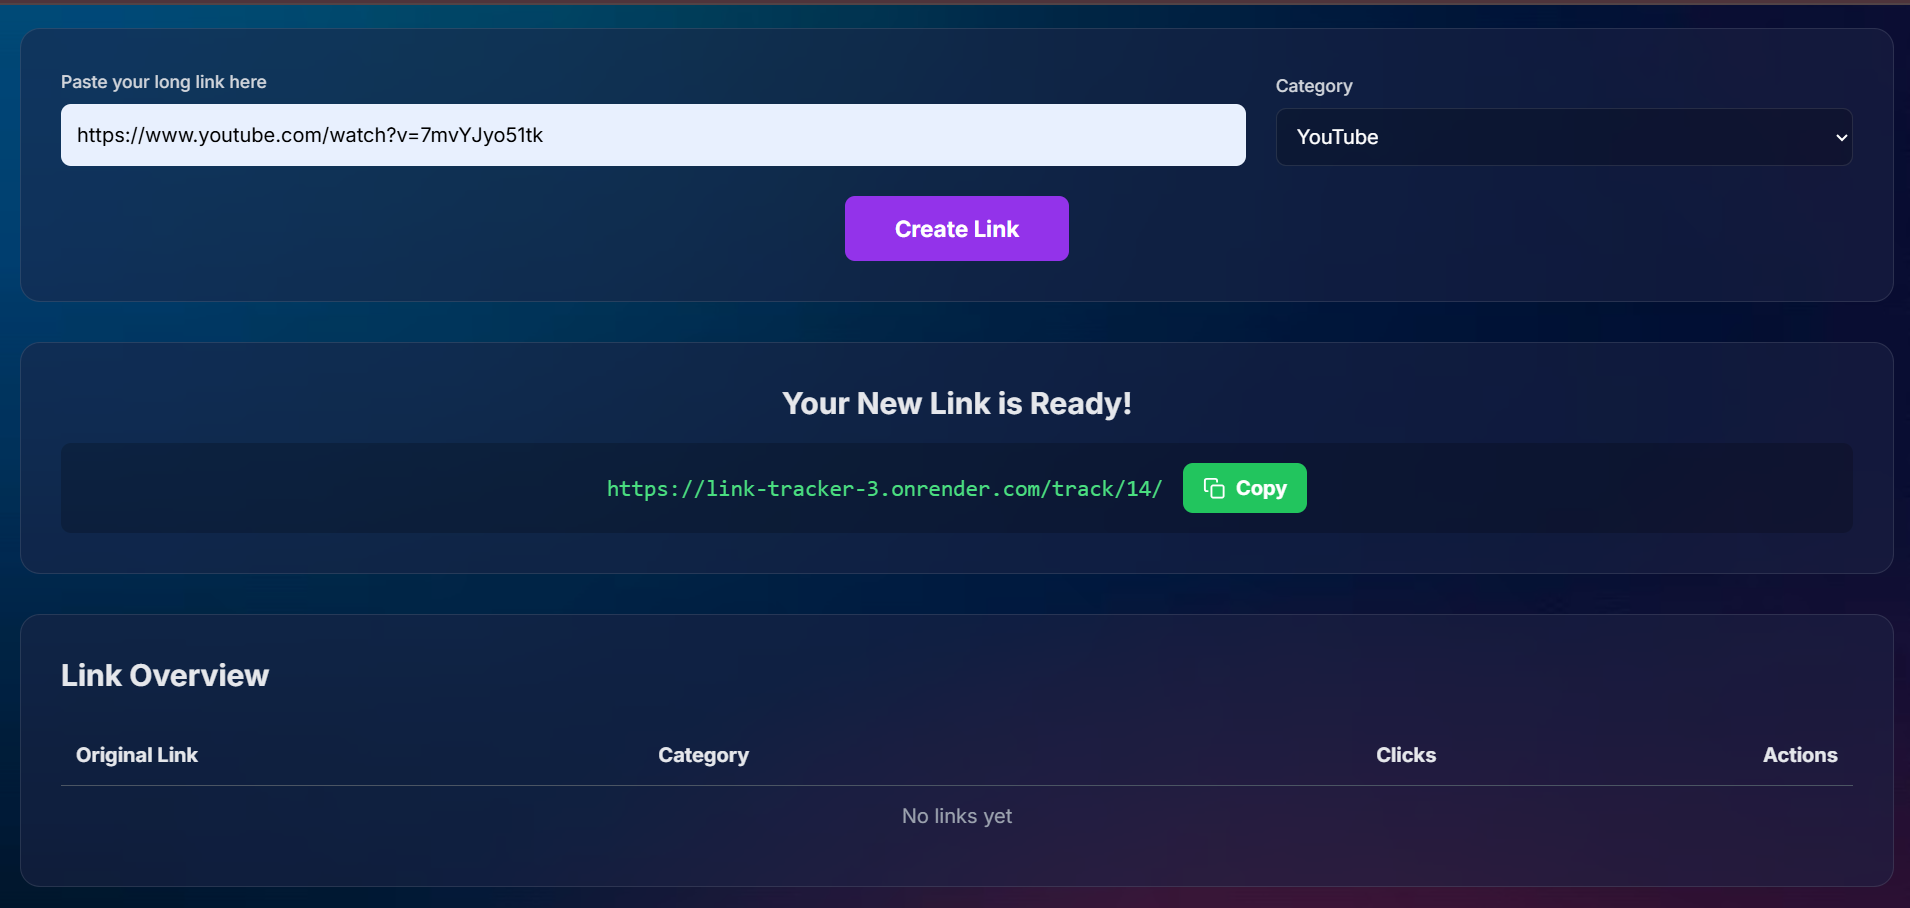 Paste your long link here
https://www.youtube.com/watch?v=7mvYJyo51tk
Category
YouTube
Create Link
Your New Link is Ready!
https://link-tracker-3.onrender.com/track/14/
Copy
Link Overview
Original Link Category Clicks Actions
No links yet